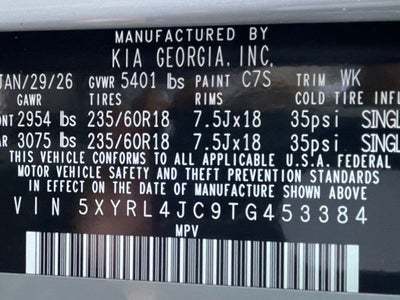 MANUFACTURED BY
KIA GEORGIA, INC.
JAN/29/26 GVWR 5401 lbs PAINT C7S TRIM WK
GAWR TIRES RIMS COLD TIRE INFL
NT 2954 lbs 235/60R18 7.5Jx18 35psi SINGL
AR 3075 lbs 235/60R18 7.5Jx18 35psi SINGL
THIS VEHICLE CONFORMS TO ALL APPLICABLE U.S.A. FEDERAL
MOTOR VEHICLE SAFETY AND THEFT PREVENTION STANDARDS
IN EFFECT ON THE DATE OF MANUFACTURE SHOWN ABOVE
VIN 5XYRL4JC9TG453384
MPV